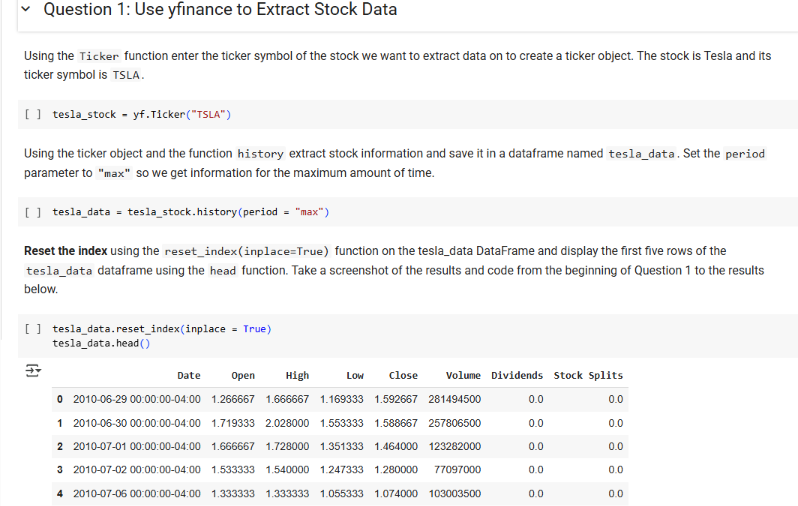 Question 1: Use yfinance to Extract Stock Data
Using the Ticker function enter the ticker symbol of the stock we want to extract data on to create a ticker object. The stock is Tesla and its
ticker symbol is TSLA.
[ ] tesla_stock = yf.Ticker("TSLA")
Using the ticker object and the function history extract stock information and save it in a dataframe named tesla_data. Set the period
parameter to "max" so we get information for the maximum amount of time.
[ ] tesla_data = tesla_stock.history(period = "max")
Reset the index using the reset_index(inplace=True) function on the tesla_data DataFrame and display the first five rows of the
tesla_data dataframe using the head function. Take a screenshot of the results and code from the beginning of Question 1 to the results
below.
[ ] tesla_data.reset_index(inplace = True)
tesla_data.head()
Date Open High Low Close Volume Dividends Stock Splits
0 2010-06-29 00:00:00-04:00 1.266667 1.666667 1.169333 1.592667 281494500 0.0 0.0
1 2010-06-30 00:00:00-04:00 1.719333 2.028000 1.553333 1.588667 257806500 0.0 0.0
2 2010-07-01 00:00:00-04:00 1.666667 1.728000 1.351333 1.464000 123282000 0.0 0.0
3 2010-07-02 00:00:00-04:00 1.533333 1.540000 1.247333 1.280000 77097000 0.0 0.0
4 2010-07-06 00:00:00-04:00 1.333333 1.333333 1.055333 1.074000 103003500 0.0 0.0